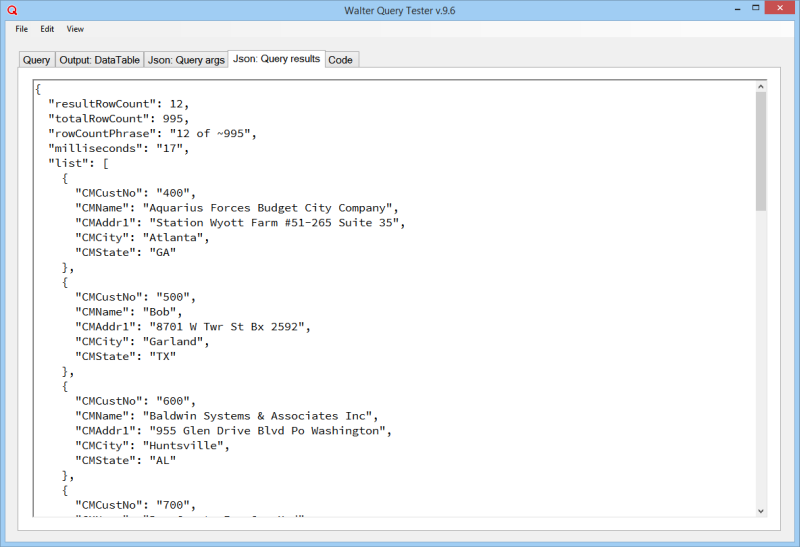 Walter Query Tester v.9.6
File Edit View
Query Output: DataTable Json: Query args Json: Query results Code
{
"resultRowCount": 12,
"totalRowCount": 995,
"rowCountPhrase": "12 of ~995",
"milliseconds": "17",
"list": [
{
"CMCustNo": "400",
"CMName": "Aquarius Forces Budget City Company",
"CMAddr1": "Station Wyott Farm #51-265 Suite 35",
"CMCity": "Atlanta",
"CMState": "GA"
},
{
"CMCustNo": "500",
"CMName": "Bob",
"CMAddr1": "8701 W Twr St Bx 2592",
"CMCity": "Garland",
"CMState": "TX"
},
{
"CMCustNo": "600",
"CMName": "Baldwin Systems & Associates Inc",
"CMAddr1": "955 Glen Drive Blvd Po Washington",
"CMCity": "Huntsville",
"CMState": "AL"
},
{
"CMCustNo": "700",